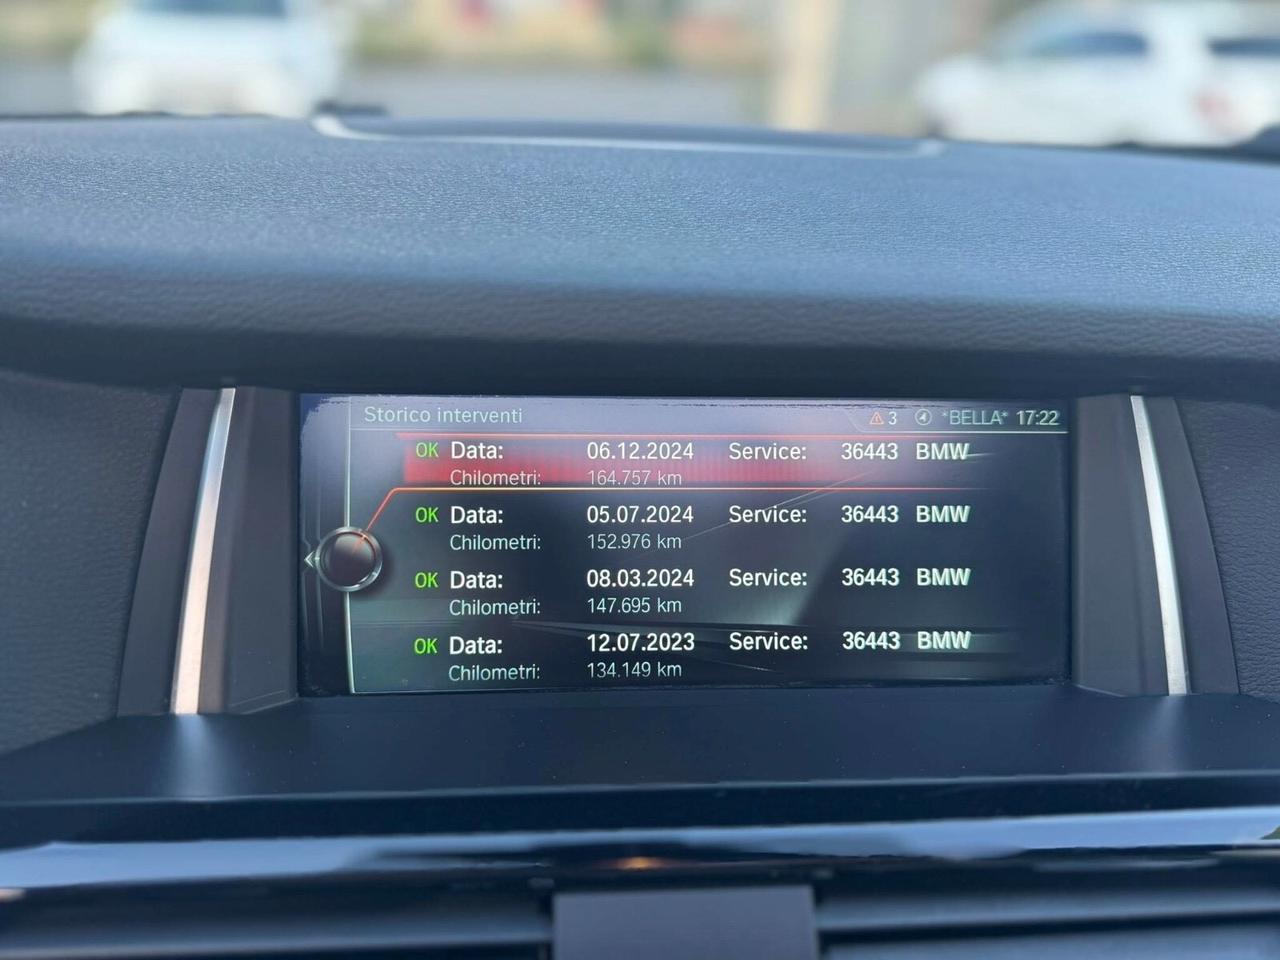 Storico interventi 3 *BELLA* 17:22
OK Data: 06.12.2024 Service: 36443 BMW
Chilometri: 164.757 km
OK Data: 05.07.2024 Service: 36443 BMW
Chilometri: 152.976 km
OK Data: 08.03.2024 Service: 36443 BMW
Chilometri: 147.695 km
OK Data: 12.07.2023 Service: 36443 BMW
Chilometri: 134.149 km